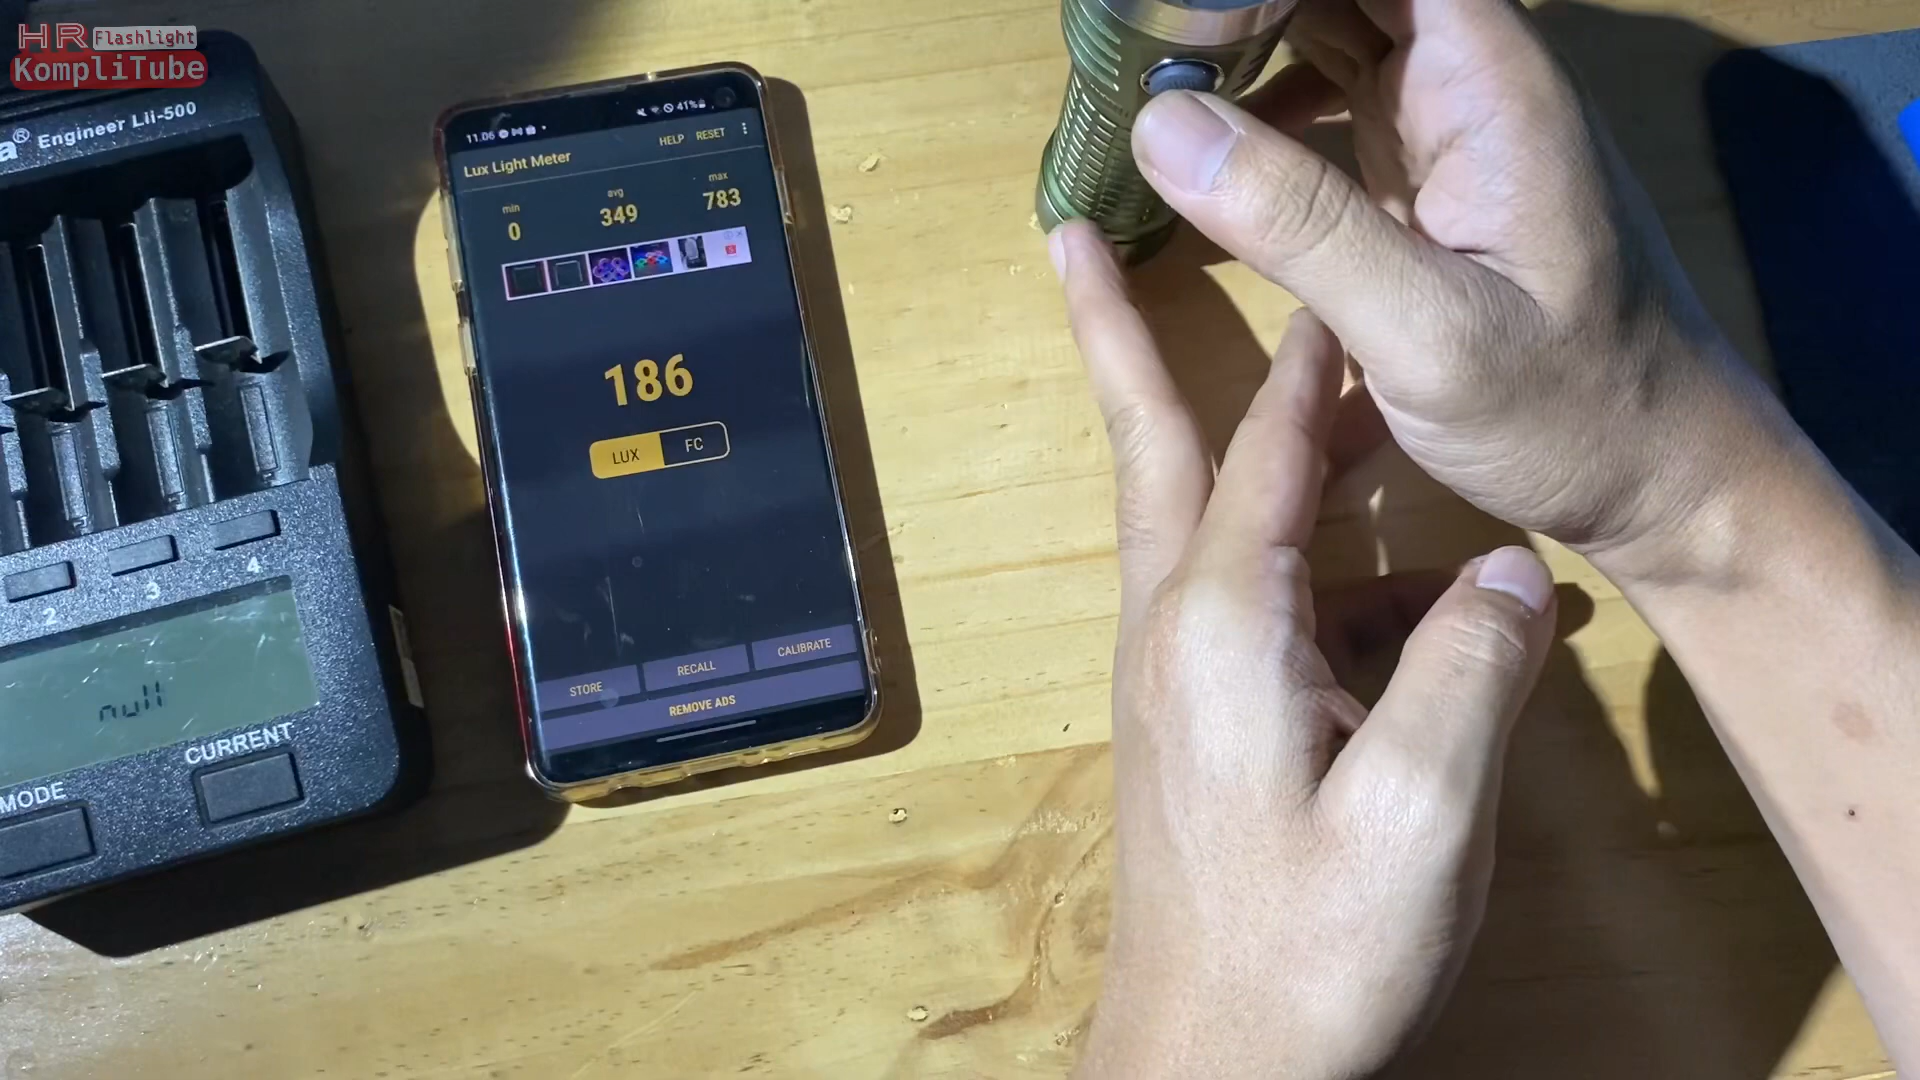 HR Flashlight
KompliTube
a® Engineer Lii-500
2
3
4
null
CURRENT
MODE
11.06
41%
Lux Light Meter
HELP
RESET
min
avg
max
0
349
783
186
LUX
FC
STORE
RECALL
CALIBRATE
REMOVE ADS